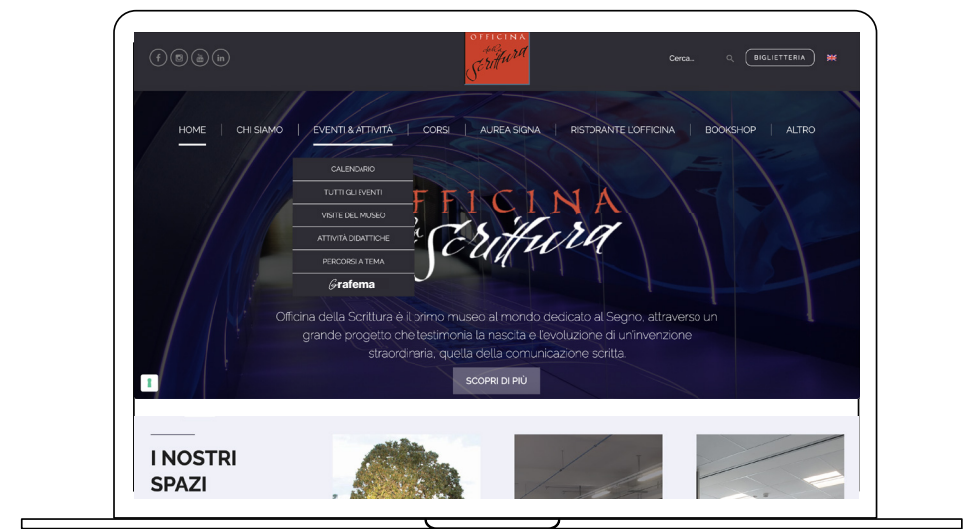 OFFICINA
della
Scrittura
Cerca...
BIGLIETTERIA
HOME
CHI SIAMO
EVENTI & ATTIVITÀ
CORSI
AUREA SIGNA
RISTORANTE L'OFFICINA
BOOKSHOP
ALTRO
CALENDARIO
TUTTI GLI EVENTI
VISITE DEL MUSEO
ATTIVITÀ DIDATTICHE
PERCORSI A TEMA
Grafema
FFICINA
Scrittura
Officina della Scrittura è il primo museo al mondo dedicato al Segno, attraverso un
grande progetto che testimonia la nascita e l'evoluzione di un'invenzione
straordinaria, quella della comunicazione scritta.
SCOPRI DI PIÙ
I NOSTRI
SPAZI